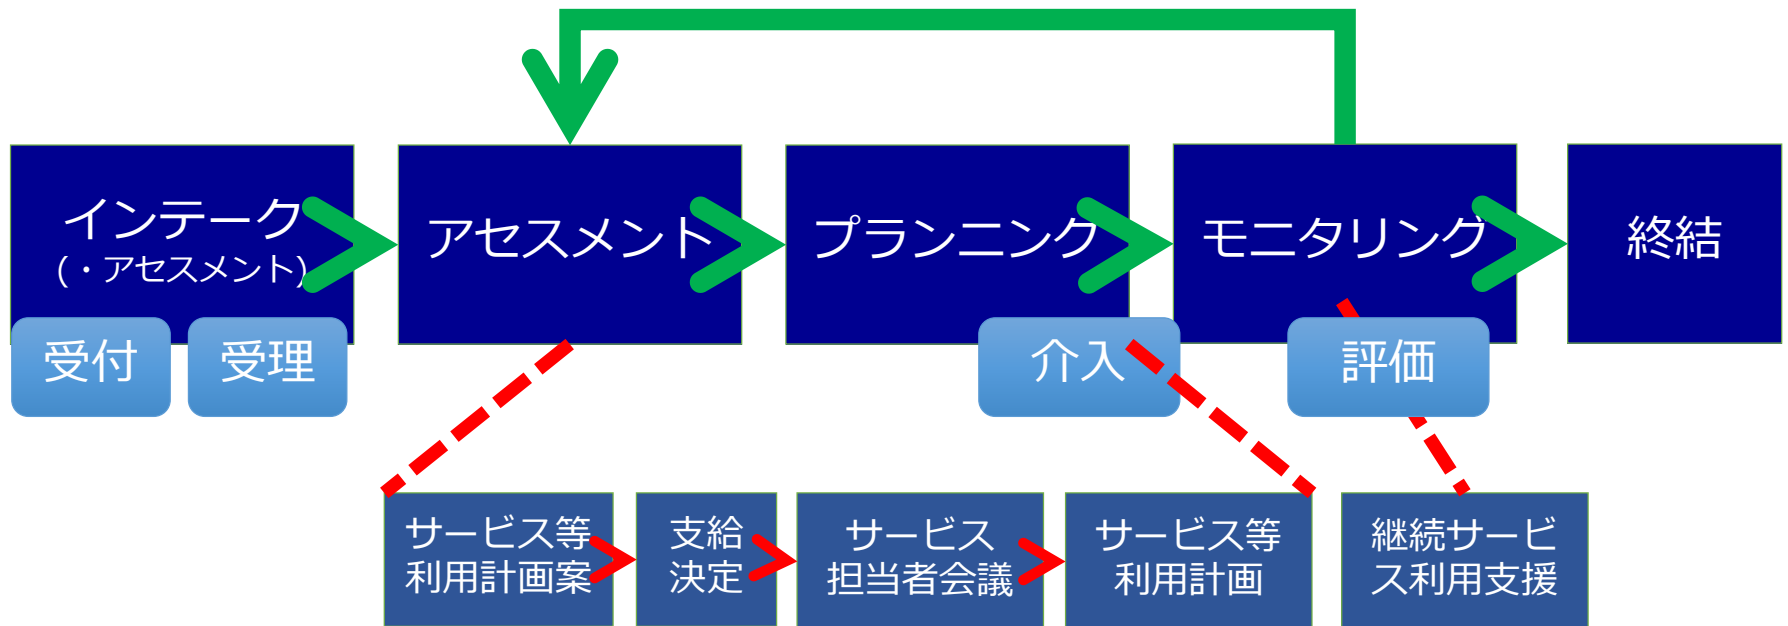 インテーク
(・アセスメント)
アセスメント
プランニング
モニタリング
終結
受付
受理
介入
評価
サービス等
利用計画案
支給
決定
サービス
担当者会議
サービス等
利用計画
継続サービ
ス利用支援